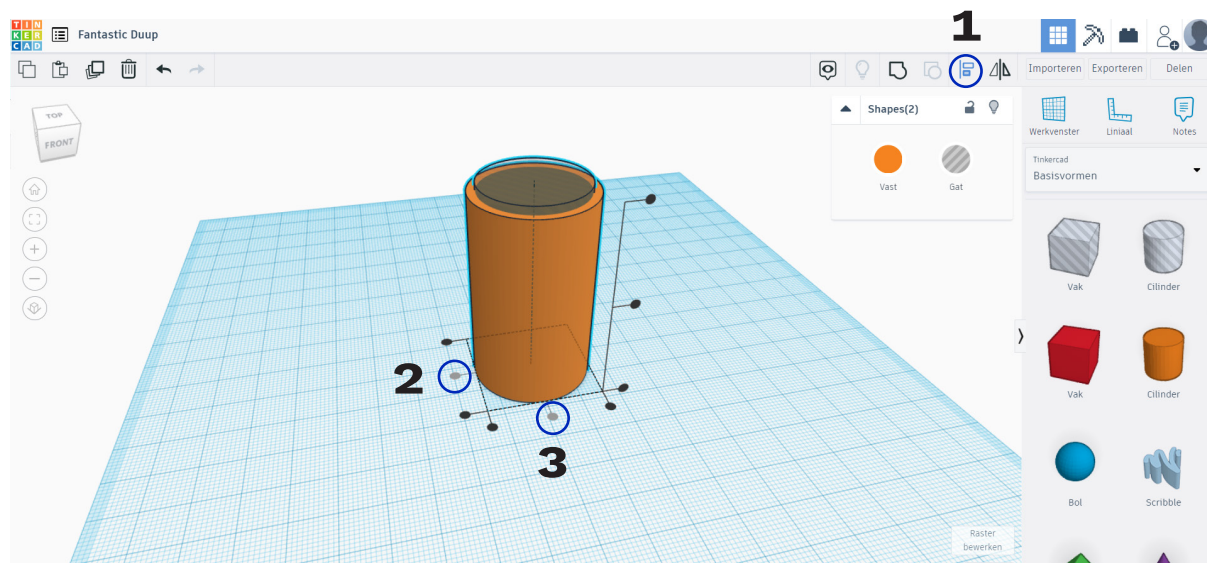 TIN
KER
CAD
Fantastic Duup
1
Importeren Exporteren Delen
TOP
FRONT
Shapes(2)
Vast Gat
Werkvenster Liniaal Notes
Tinkercad
Basisvormen
Vak Cilinder
Vak Cilinder
2
3
Bol Scribble
Raster
bewerken